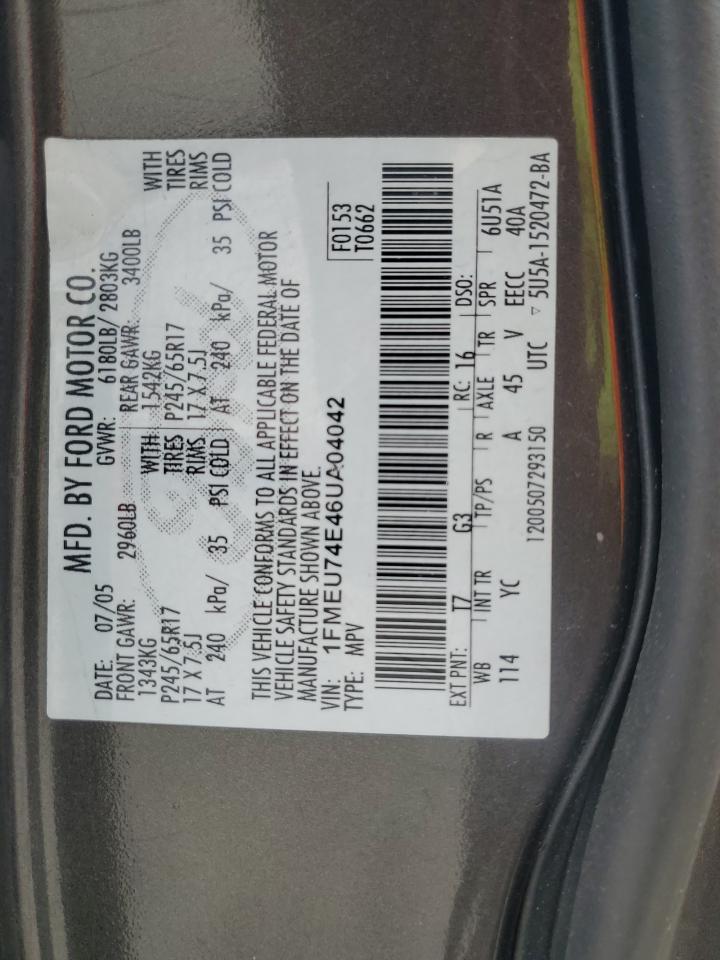 MFD. BY FORD MOTOR CO.
DATE: 07/05 GVWR: 6180LB/ 2803KG
FRONT GAWR: 2960LB REAR GAWR: 3400LB
1343KG WITH 1542KG WITH
P245/65R17 TIRES P245/65R17 TIRES
17 X 7.5J RIMS 17 X 7.5J RIMS
AT 240 kPa/ 35 PSI COLD AT 240 kPa/ 35 PSI COLD
THIS VEHICLE CONFORMS TO ALL APPLICABLE FEDERAL MOTOR
VEHICLE SAFETY STANDARDS IN EFFECT ON THE DATE OF
MANUFACTURE SHOWN ABOVE.
VIN: 1FMEU74E46UA04042 F0153
TYPE: MPV T0662
EXT PNT: T7 G3 RC: 16 DSO:
WB INT TR TP/PS R AXLE TR SPR 6U51A
114 YC A 45 V EECC 40A
1200507293150 UTC ▽ 5U5A-1520472-BA